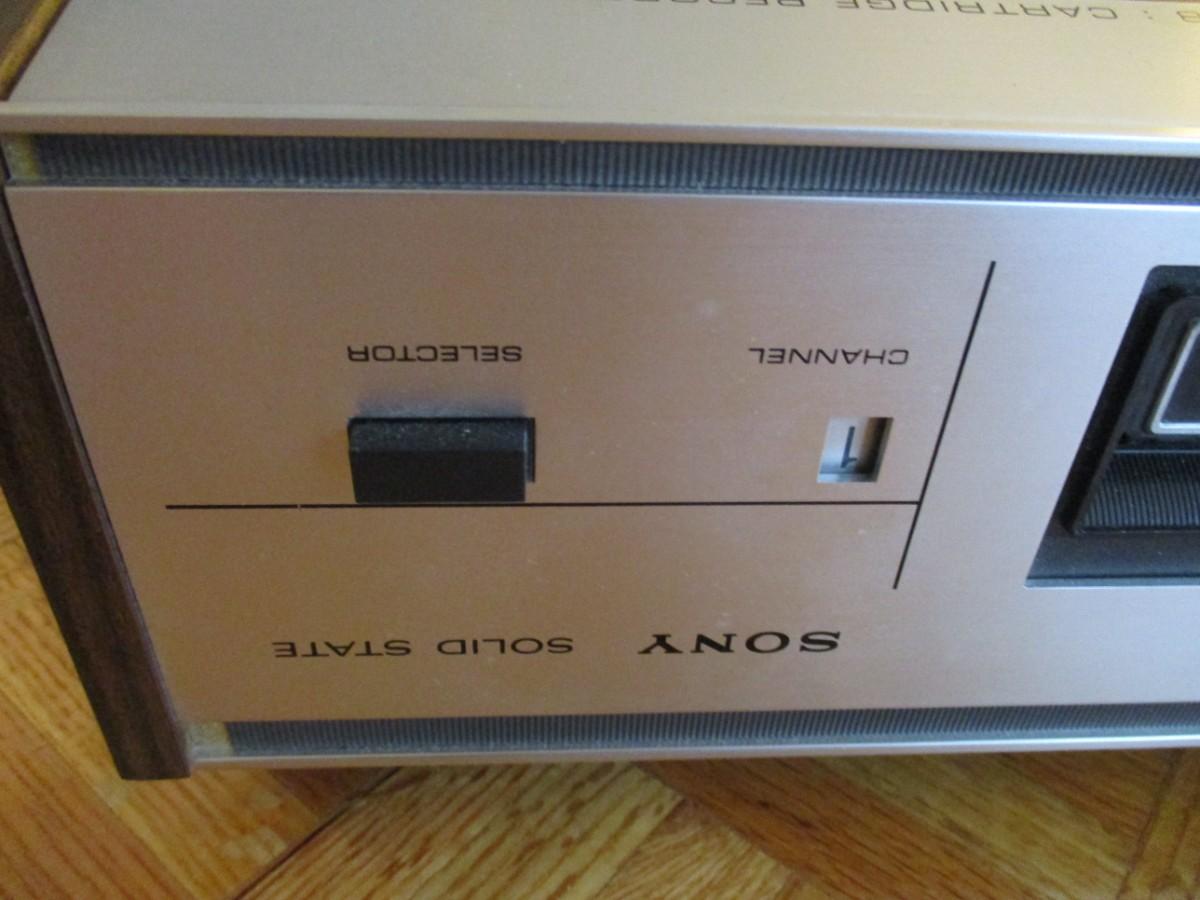 SONY SOLID STATE
1
CHANNEL SELECTOR
: CARTRIDGE